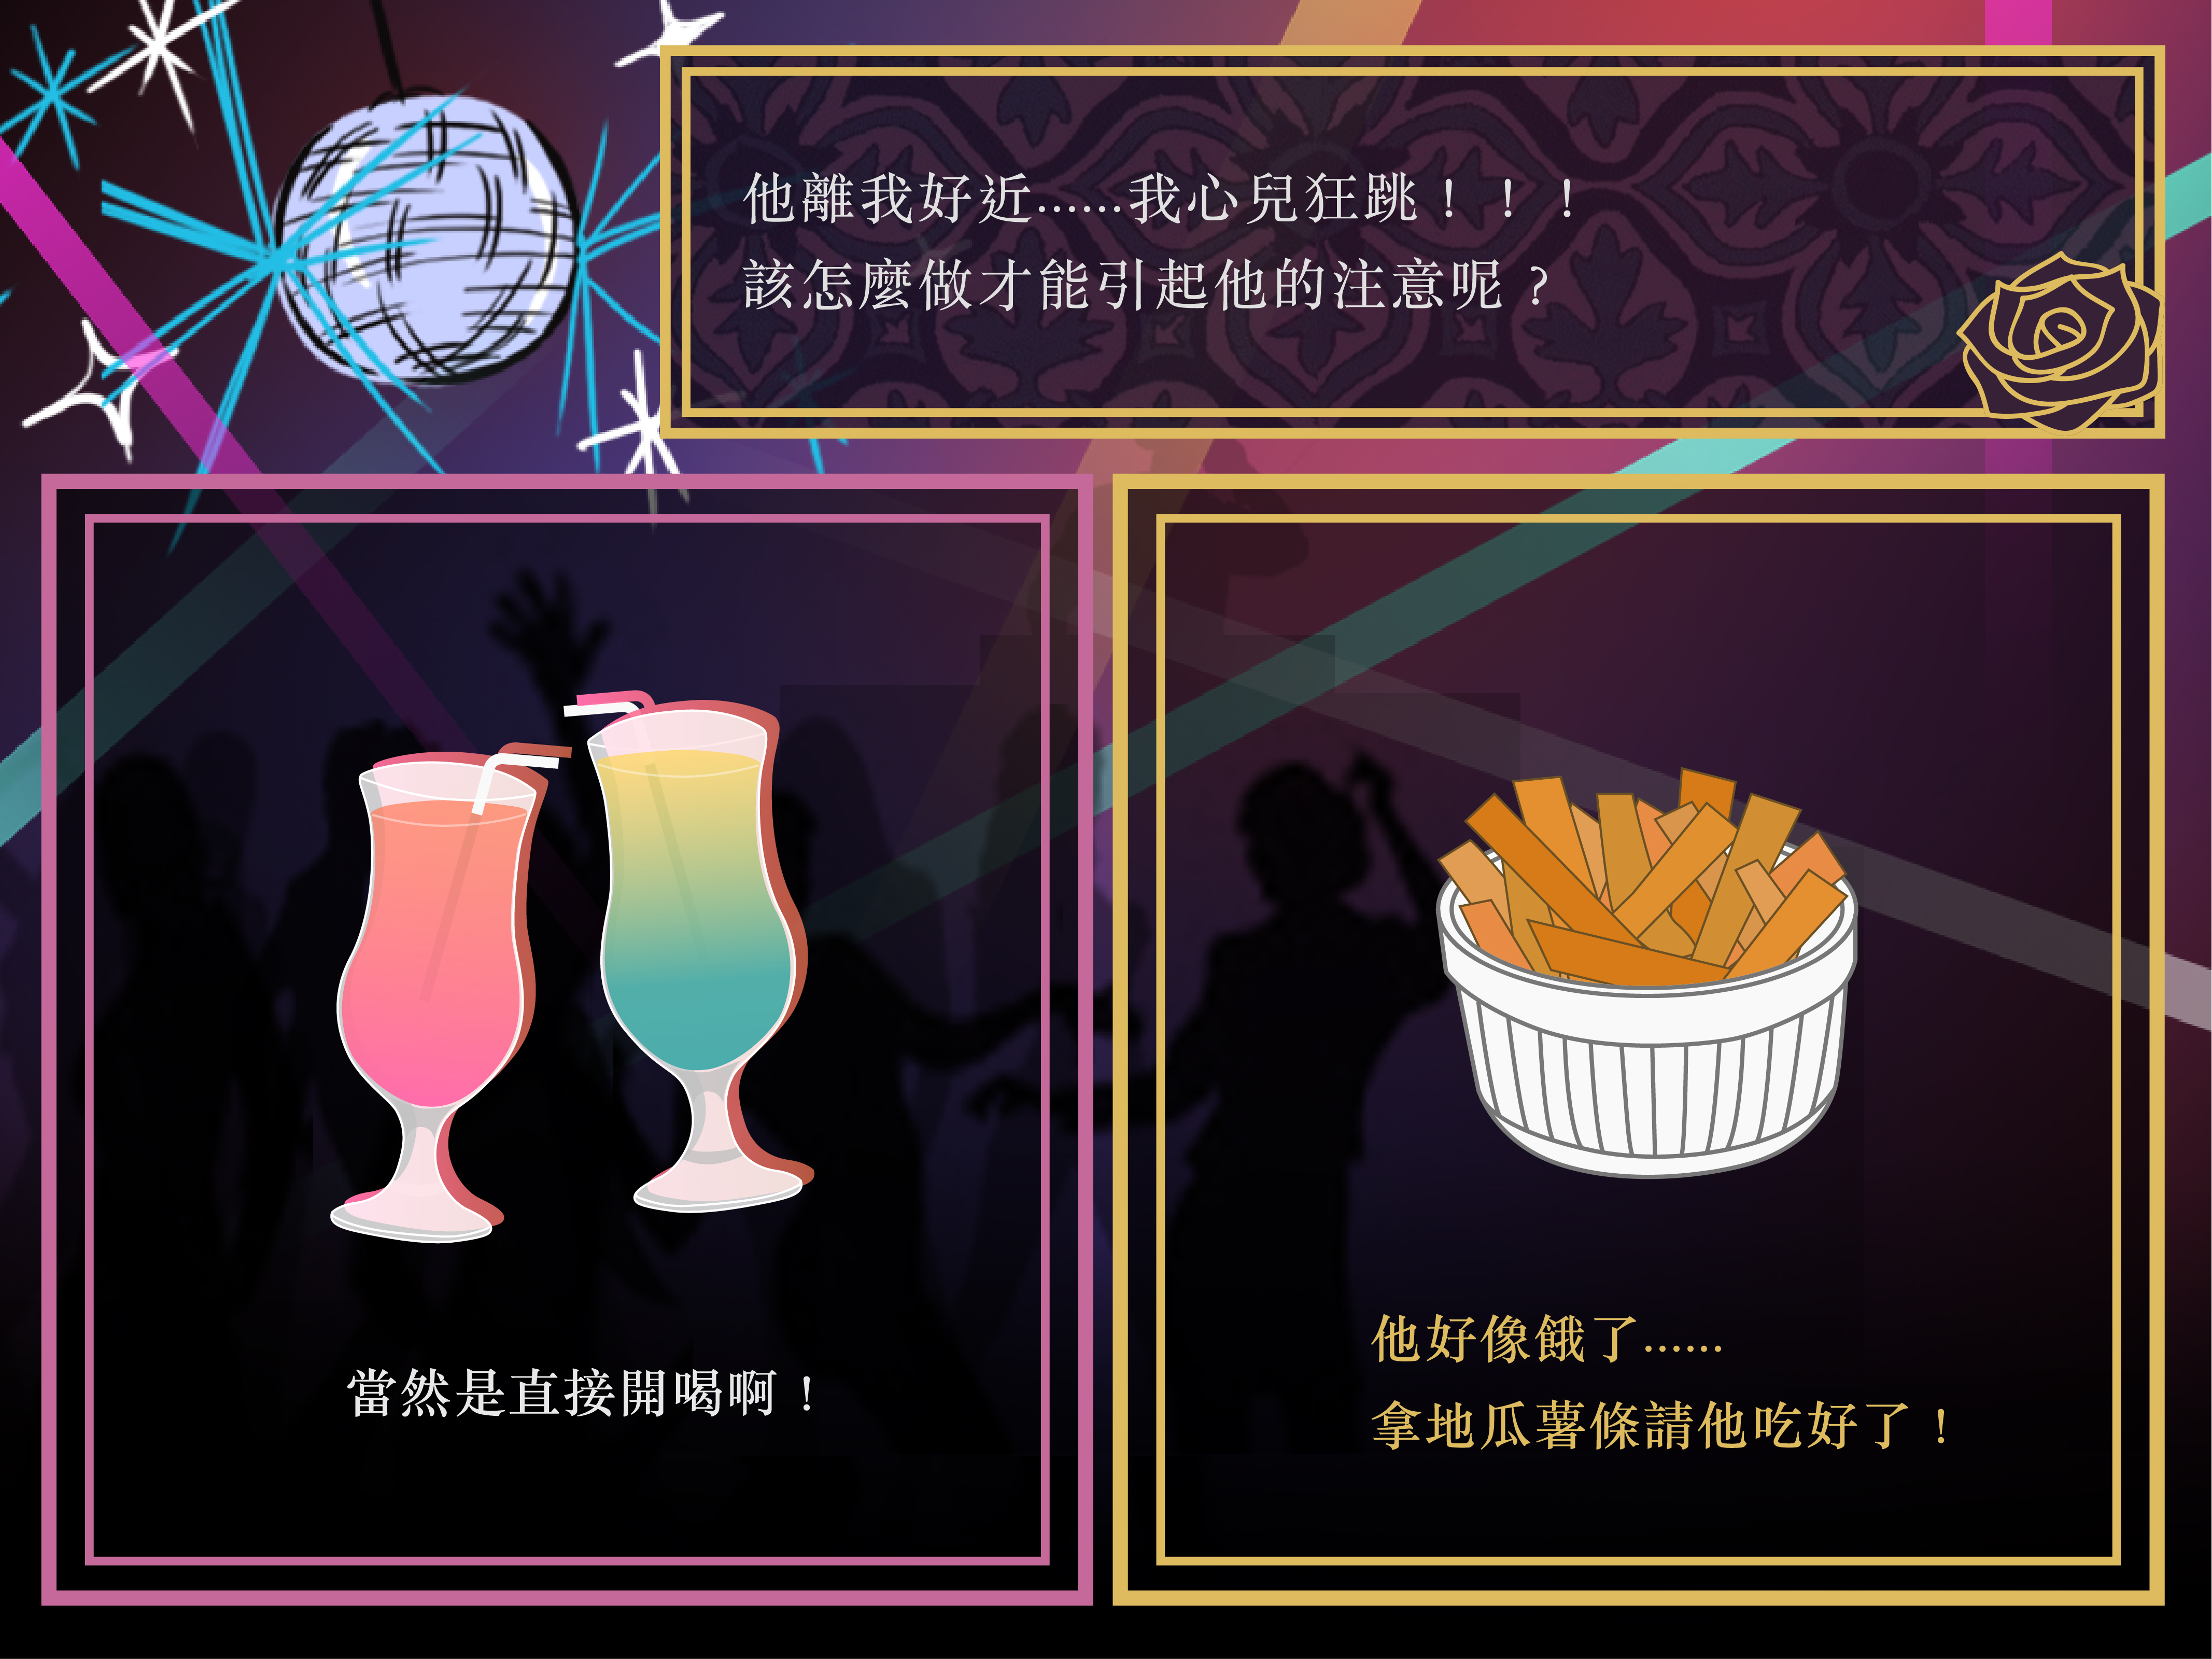 他離我好近......我心兒狂跳！！！
該怎麼做才能引起他的注意呢？
當然是直接開喝啊！
他好像餓了......
拿地瓜薯條請他吃好了！